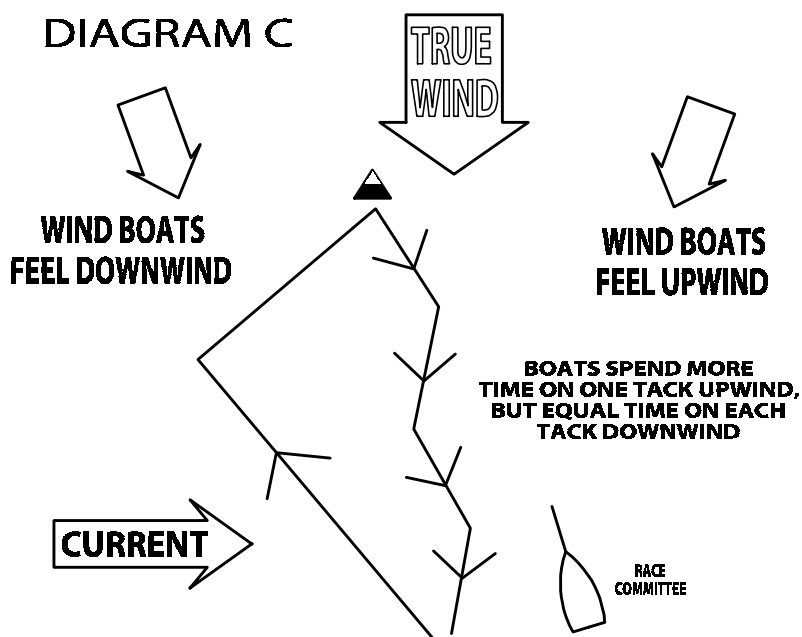 DIAGRAM C
TRUE
WIND
WIND BOATS
FEEL DOWNWIND
WIND BOATS
FEEL UPWIND
BOATS SPEND MORE
TIME ON ONE TACK UPWIND,
BUT EQUAL TIME ON EACH
TACK DOWNWIND
CURRENT
RACE
COMMITTEE